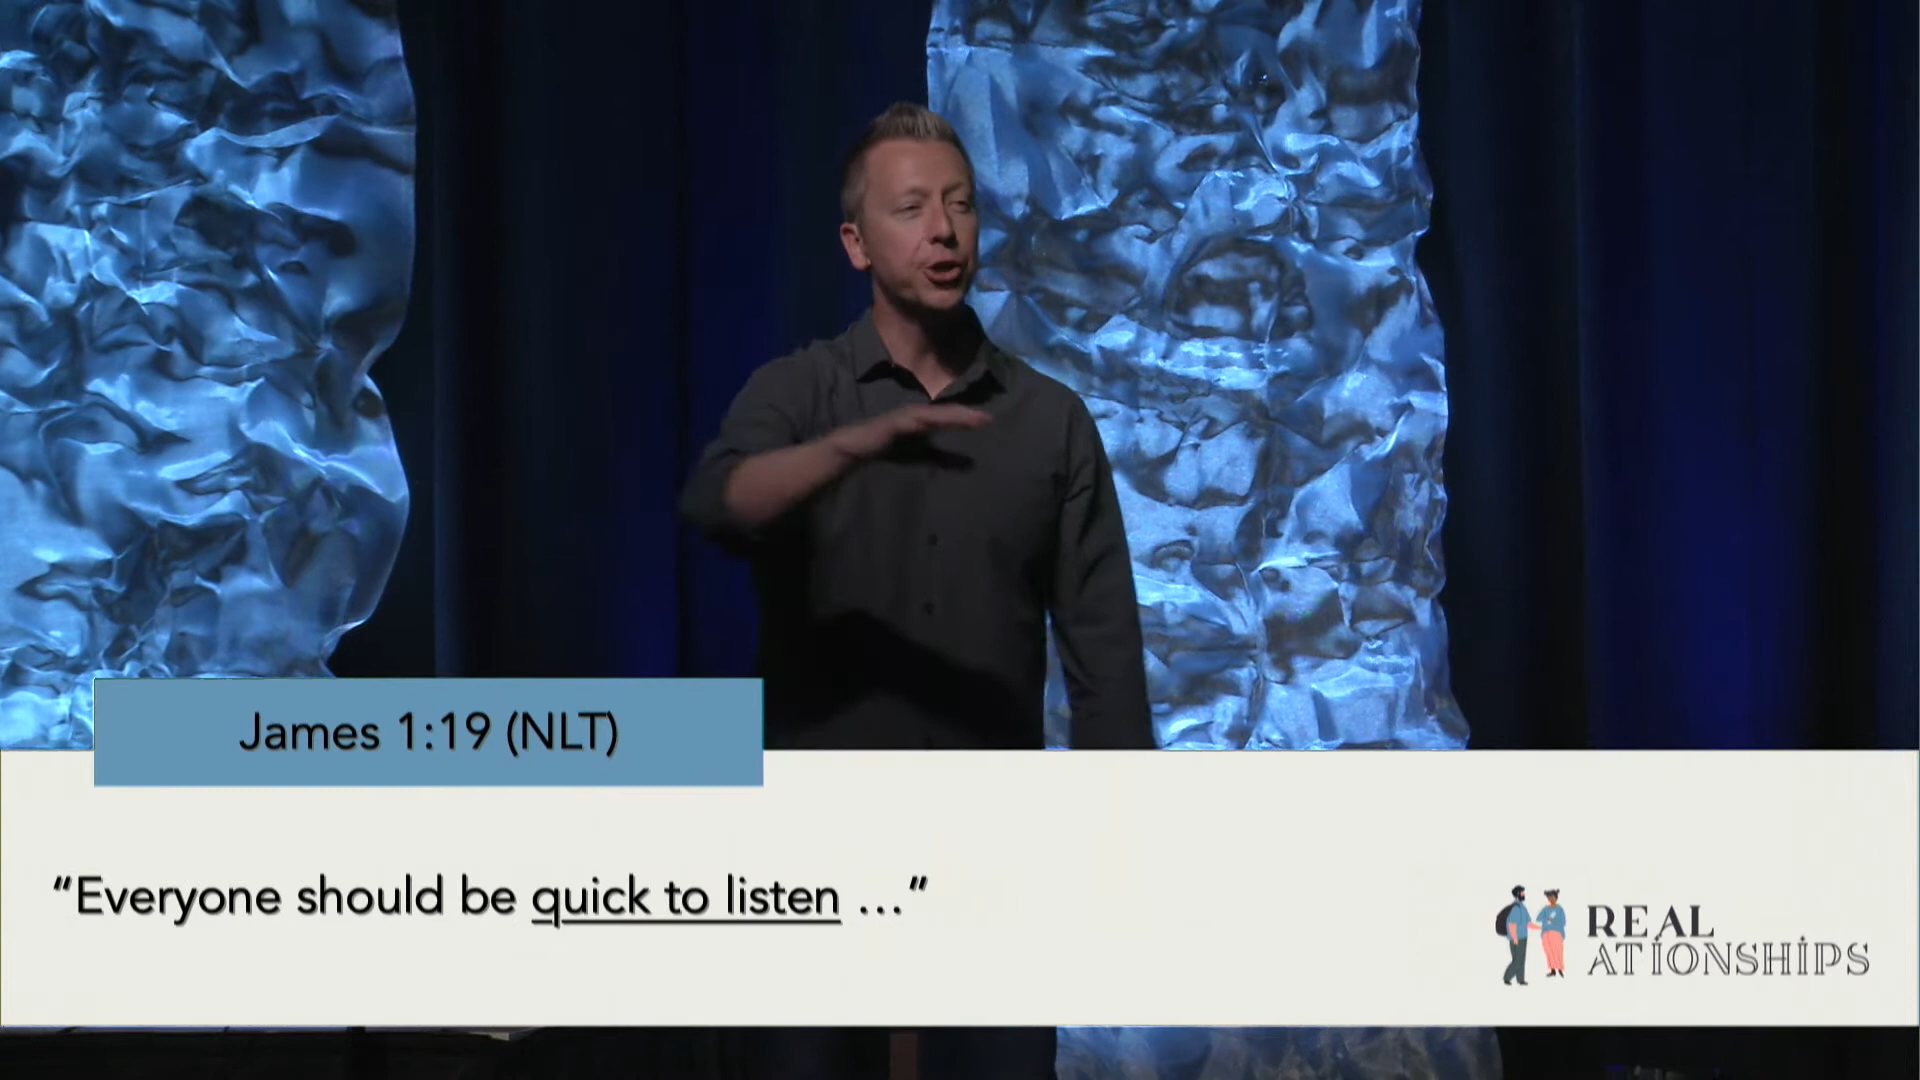 James 1:19 (NLT)
“Everyone should be quick to listen …”
REAL
ATIONSHIPS